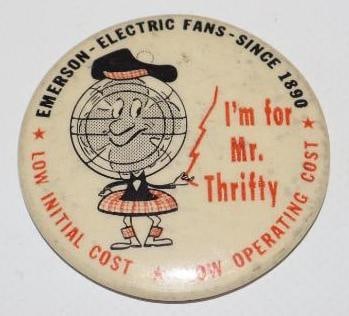 EMERSON-ELECTRIC FANS-SINCE 1890
I'm for
Mr.
Thrifty
★ LOW INITIAL COST ★ LOW OPERATING COST ★